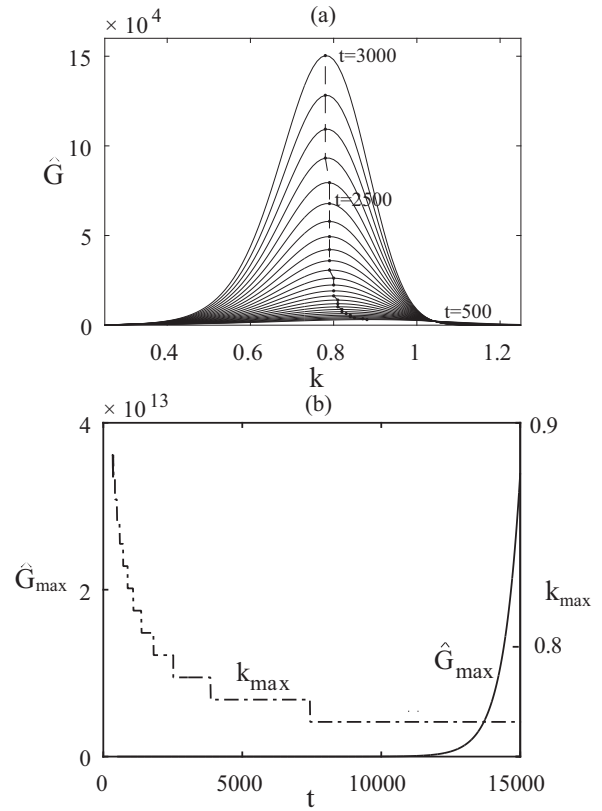 (a)
× 10^4
15
10
5
0
Ĝ
t=3000
t=2500
t=500
0.4 0.6 0.8 1 1.2
k
(b)
× 10^13
4
2
0
Ĝmax
0.9
0.8
kmax
kmax
Ĝmax
0 5000 10000 15000
t